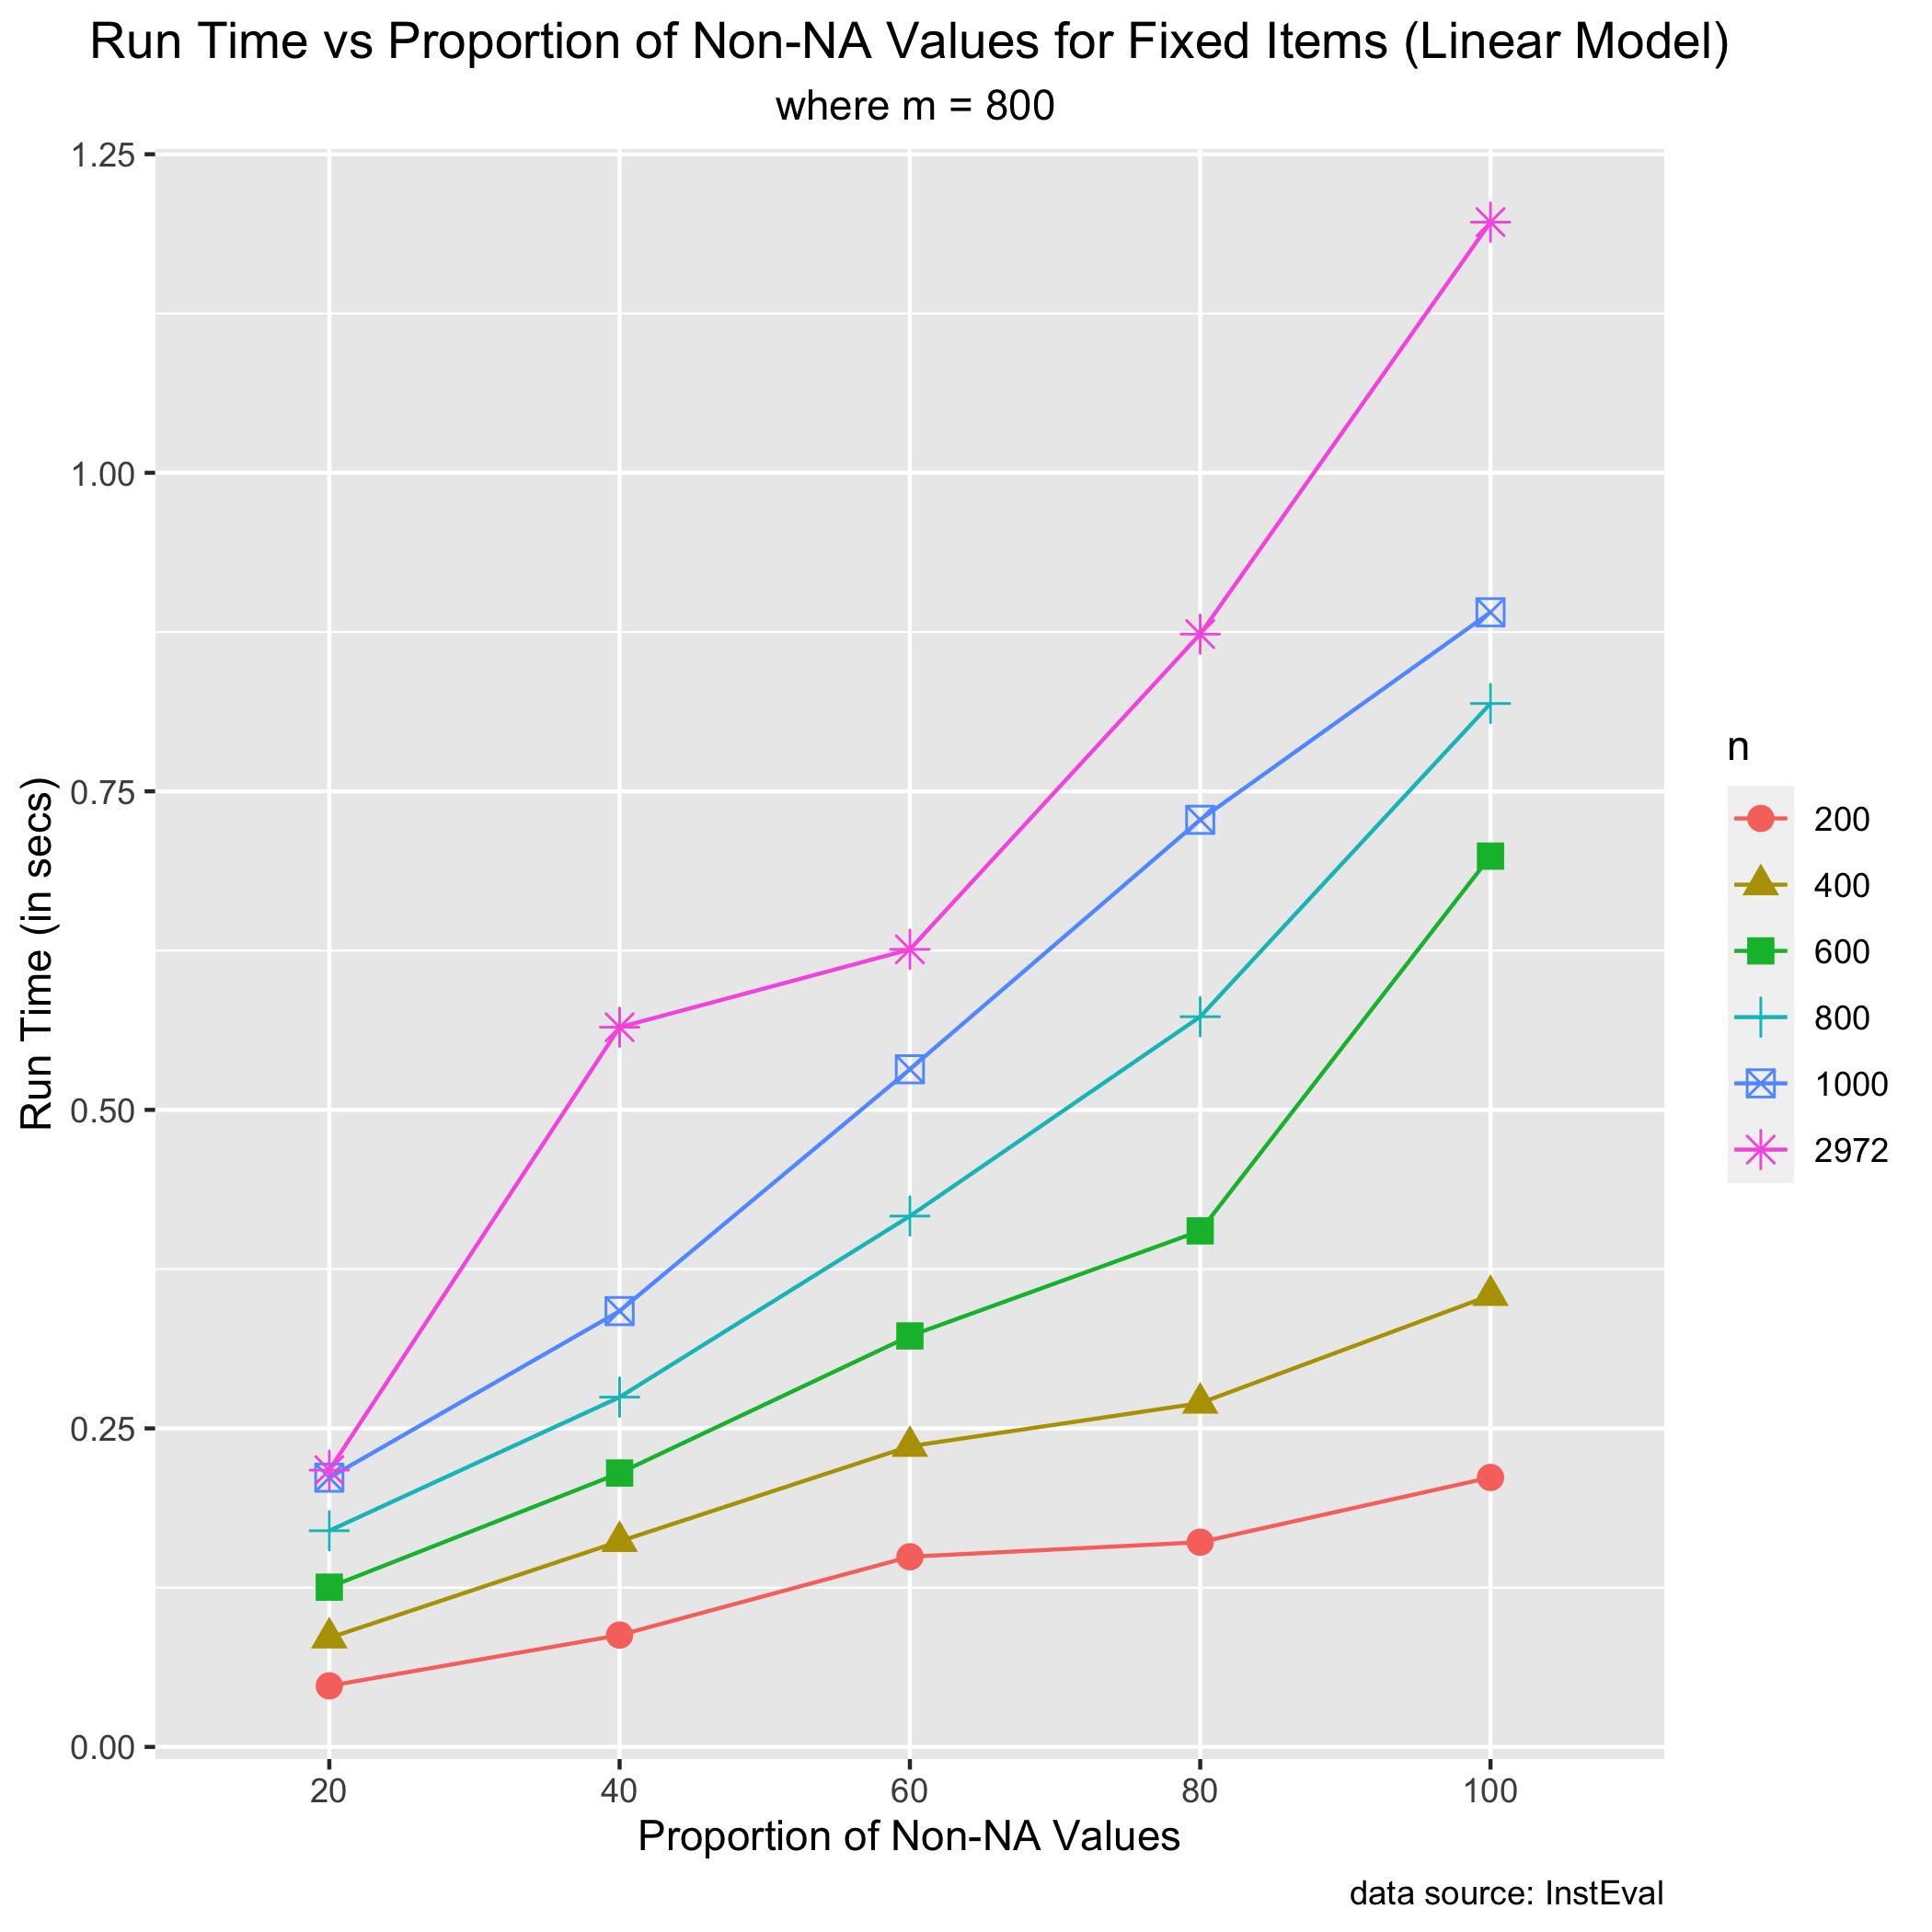 Run Time vs Proportion of Non-NA Values for Fixed Items (Linear Model)
where m = 800
1.25
1.00
0.75
0.50
0.25
0.00
Run Time (in secs)
20 40 60 80 100
Proportion of Non-NA Values
n
200
400
600
800
1000
2972
data source: InstEval